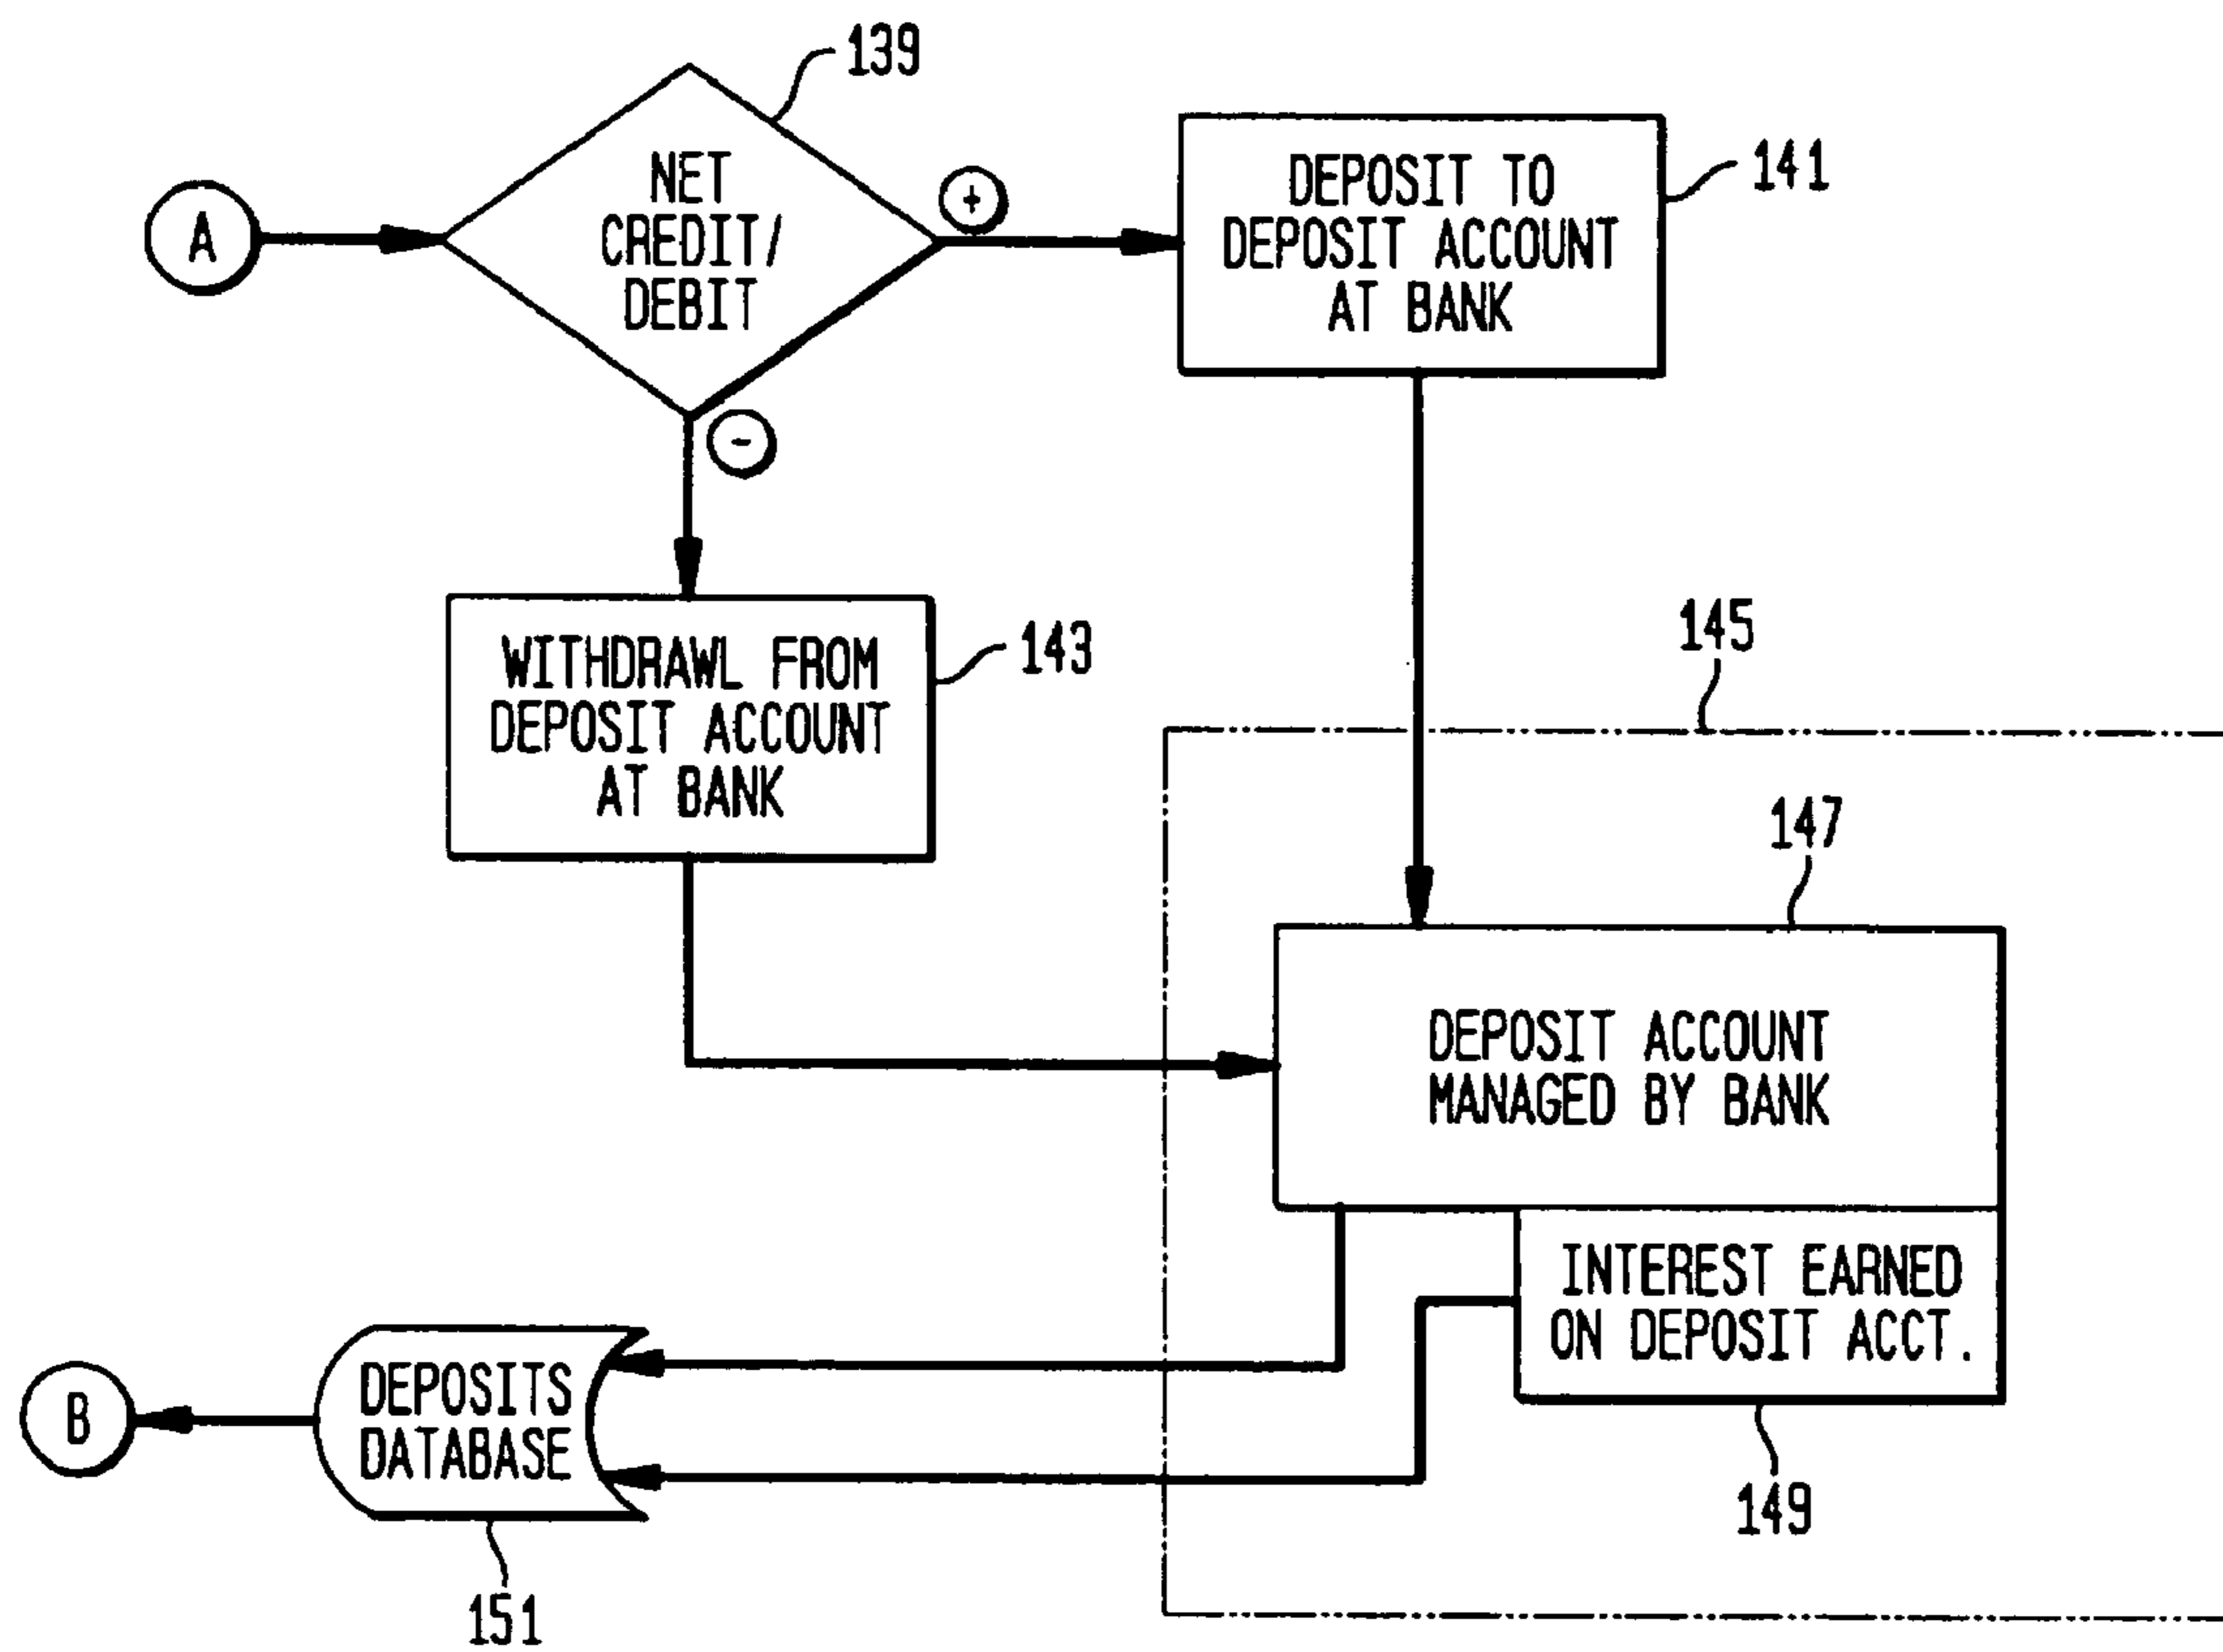 139
A
NET
CREDIT/
DEBIT
+
-
DEPOSIT TO
DEPOSIT ACCOUNT
AT BANK
141
WITHDRAWL FROM
DEPOSIT ACCOUNT
AT BANK
143
145
147
DEPOSIT ACCOUNT
MANAGED BY BANK
INTEREST EARNED
ON DEPOSIT ACCT.
149
DEPOSITS
DATABASE
B
151